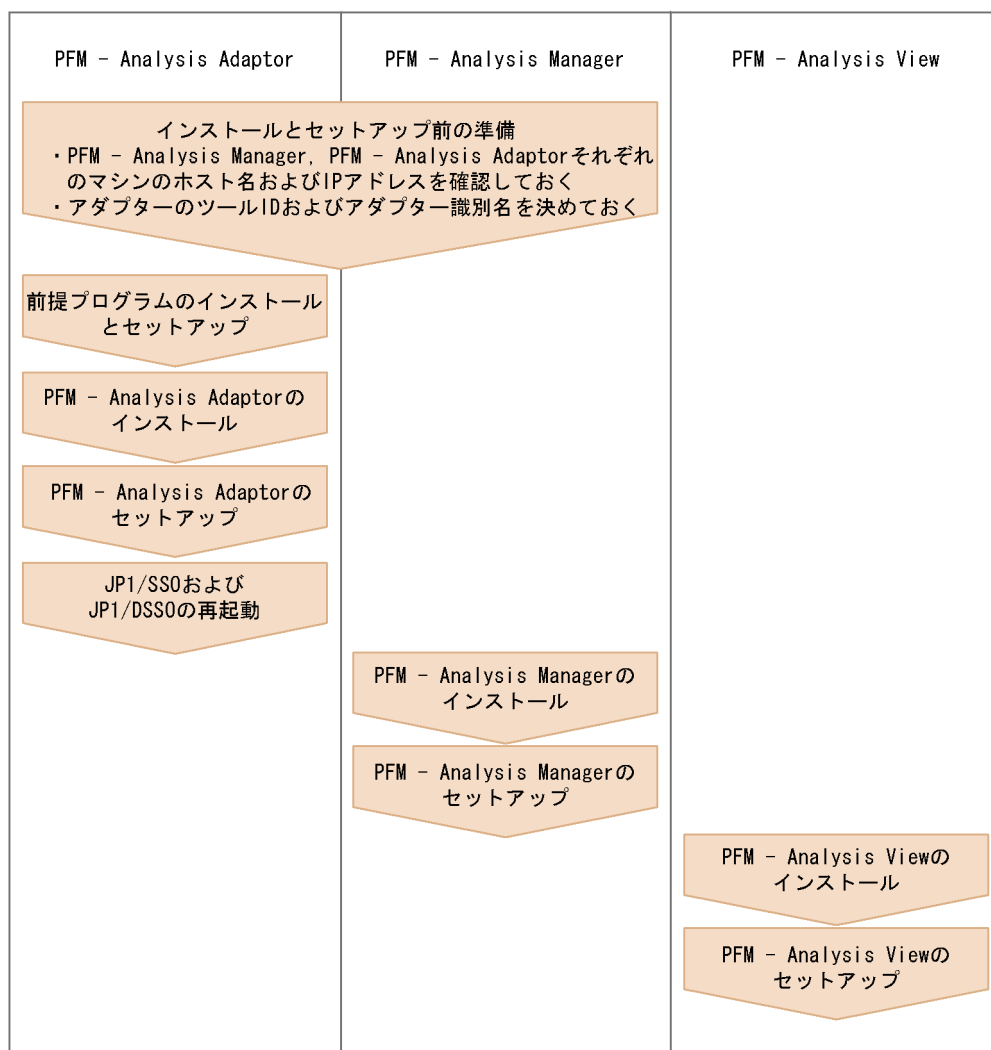 PFM - Analysis Adaptor
PFM - Analysis Manager
PFM - Analysis View
インストールとセットアップ前の準備
・PFM - Analysis Manager, PFM - Analysis Adaptorそれぞれ
のマシンのホスト名およびIPアドレスを確認しておく
・アダプターのツールIDおよびアダプター識別名を決めておく
前提プログラムのインストール
とセットアップ
PFM - Analysis Adaptorの
インストール
PFM - Analysis Adaptorの
セットアップ
JP1/SSOおよび
JP1/DSSOの再起動
PFM - Analysis Managerの
インストール
PFM - Analysis Managerの
セットアップ
PFM - Analysis Viewの
インストール
PFM - Analysis Viewの
セットアップ